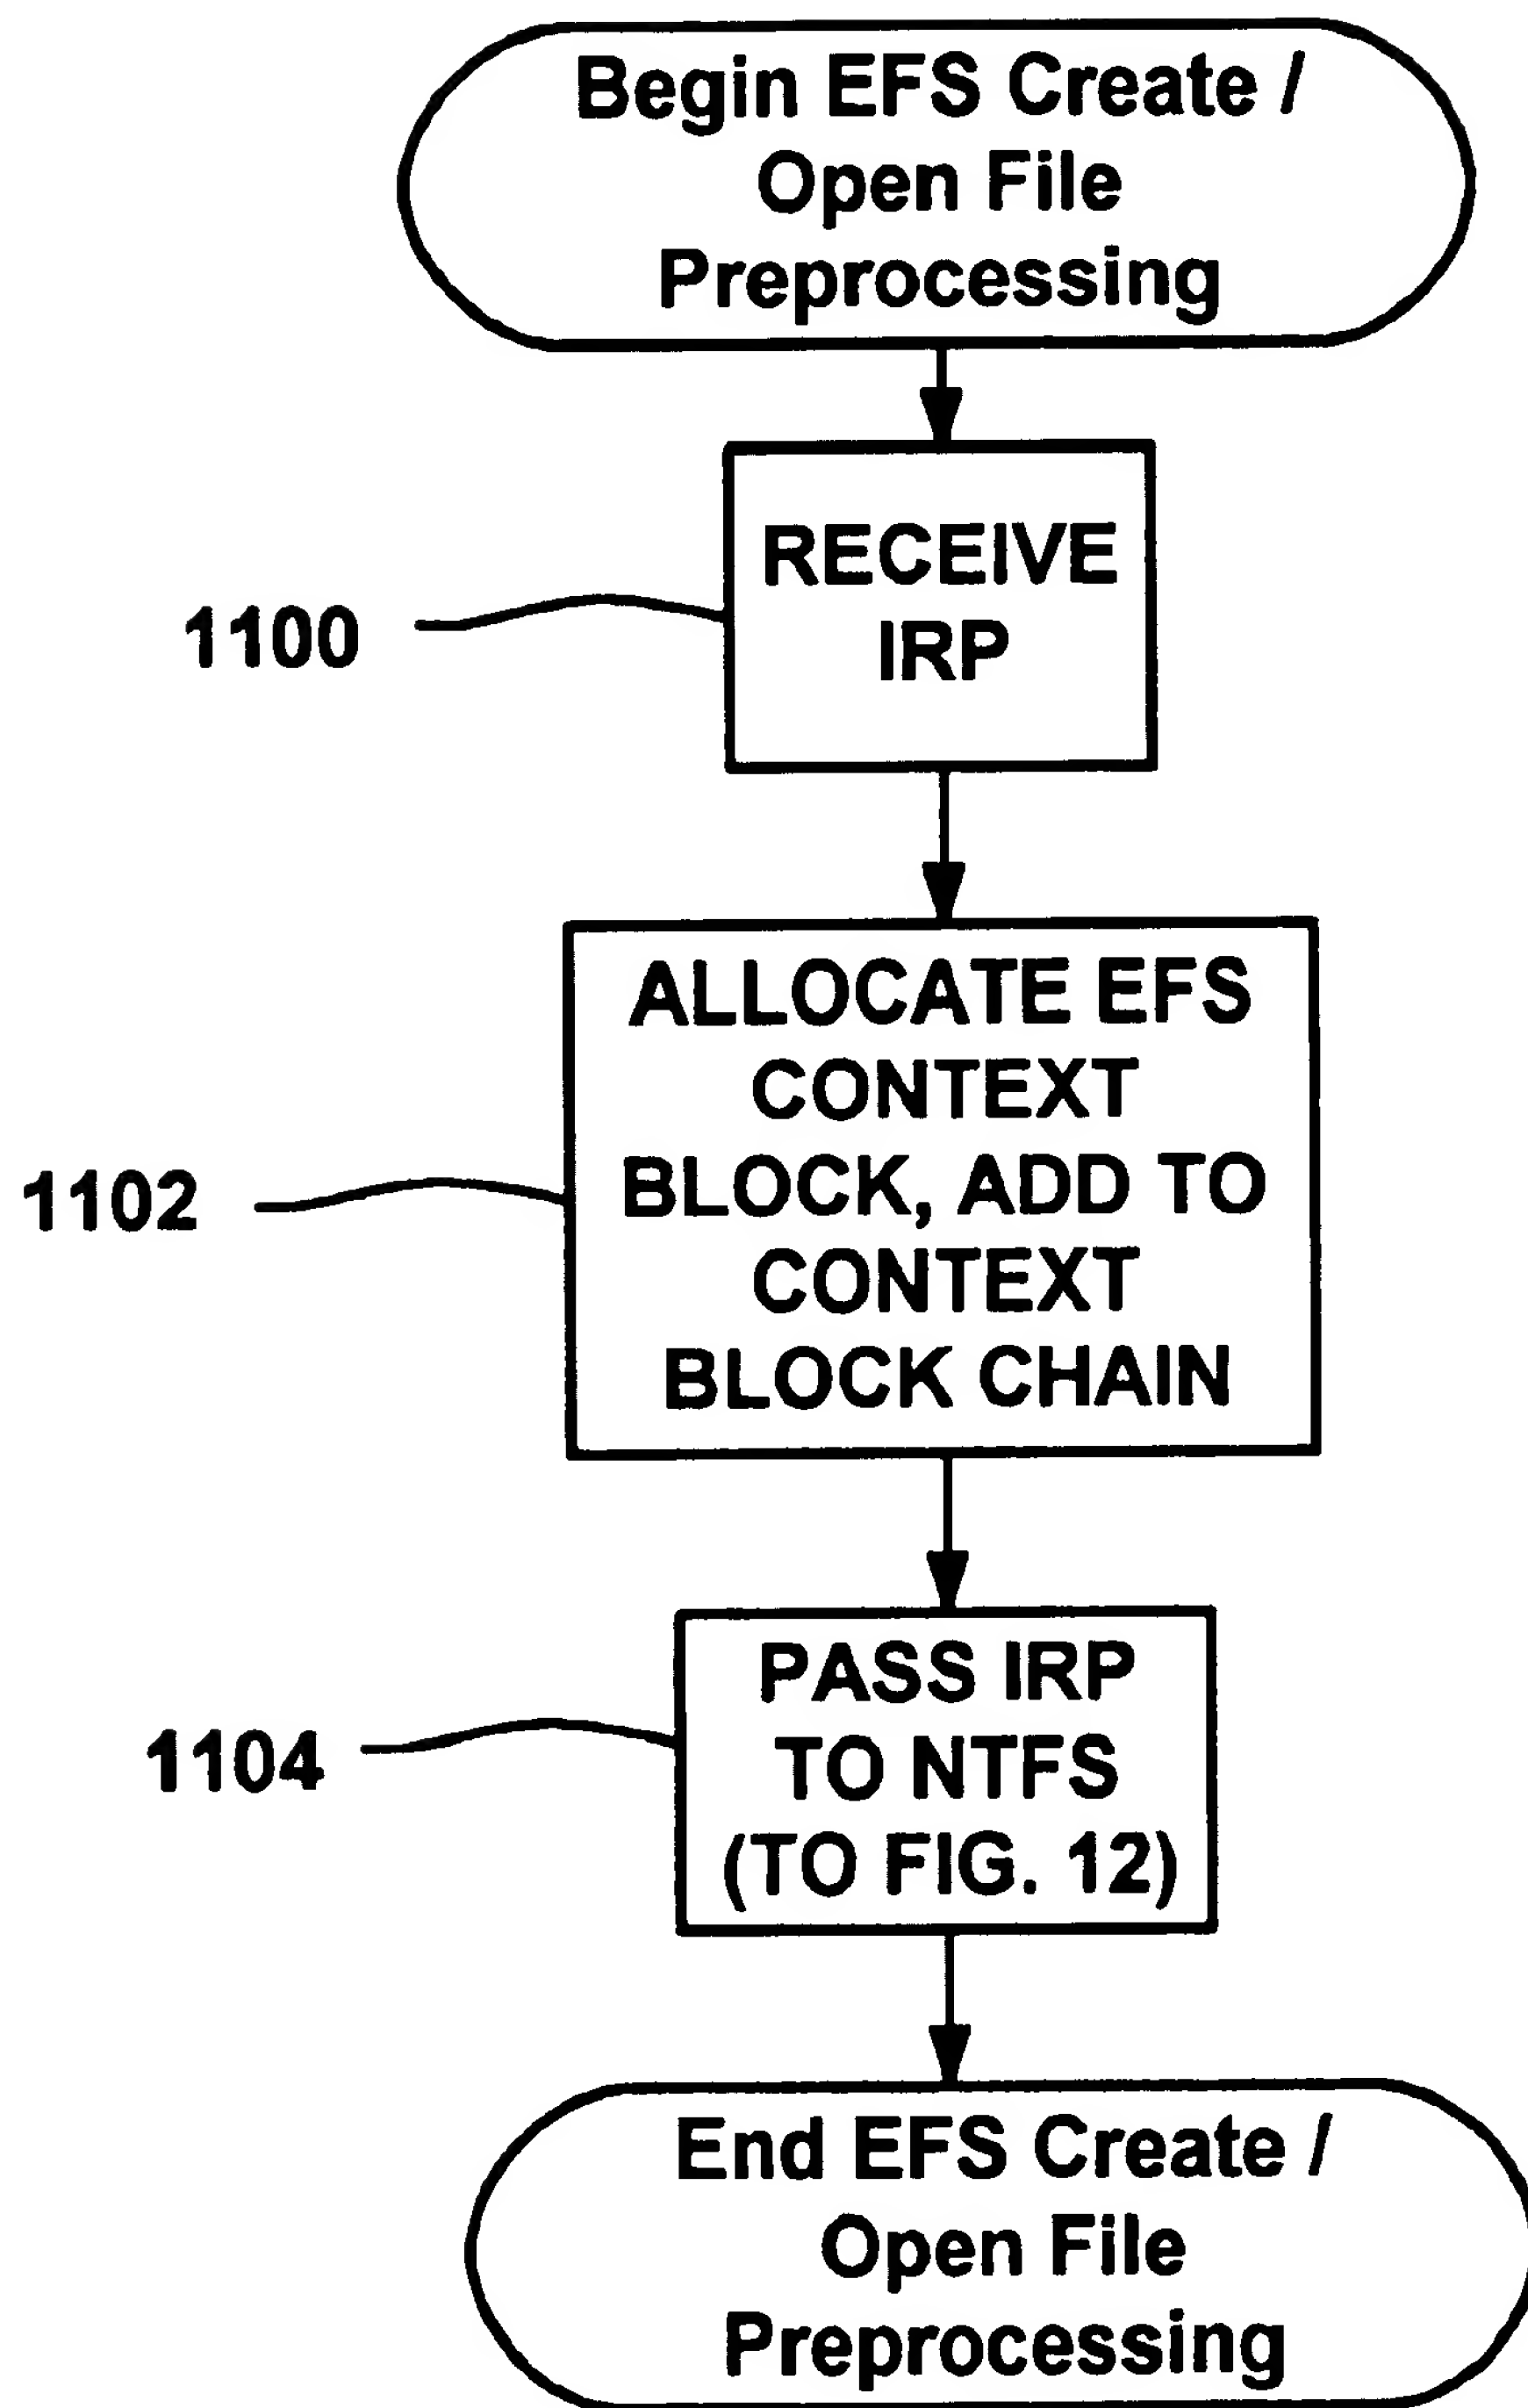 Begin EFS Create /
Open File
Preprocessing
RECEIVE
IRP
1100
ALLOCATE EFS
CONTEXT
BLOCK, ADD TO
CONTEXT
BLOCK CHAIN
1102
PASS IRP
TO NTFS
(TO FIG. 12)
1104
End EFS Create /
Open File
Preprocessing